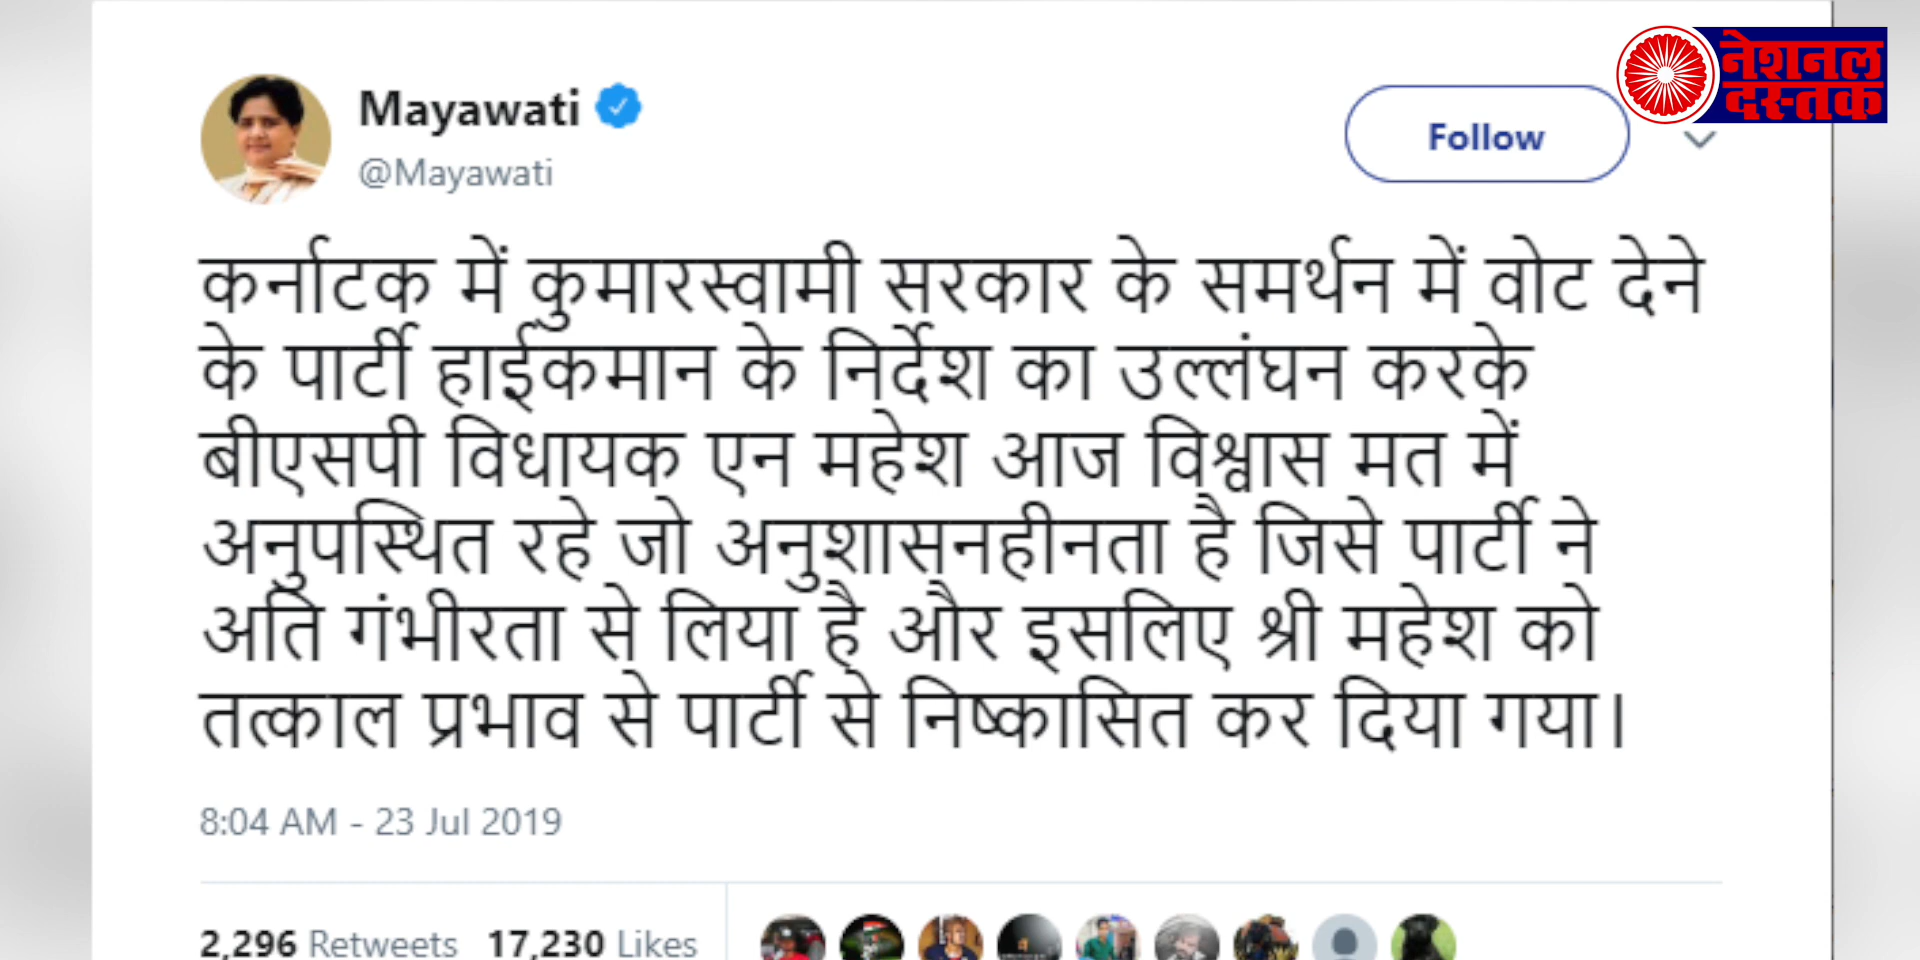 नेशनल
दस्तक
Mayawati
@Mayawati
Follow
कर्नाटक में कुमारस्वामी सरकार के समर्थन में वोट देने
के पार्टी हाईकमान के निर्देश का उल्लंघन करके
बीएसपी विधायक एन महेश आज विश्वास मत में
अनुपस्थित रहे जो अनुशासनहीनता है जिसे पार्टी ने
अति गंभीरता से लिया है और इसलिए श्री महेश को
तत्काल प्रभाव से पार्टी से निष्कासित कर दिया गया।
8:04 AM - 23 Jul 2019
2,296 Retweets 17,230 Likes